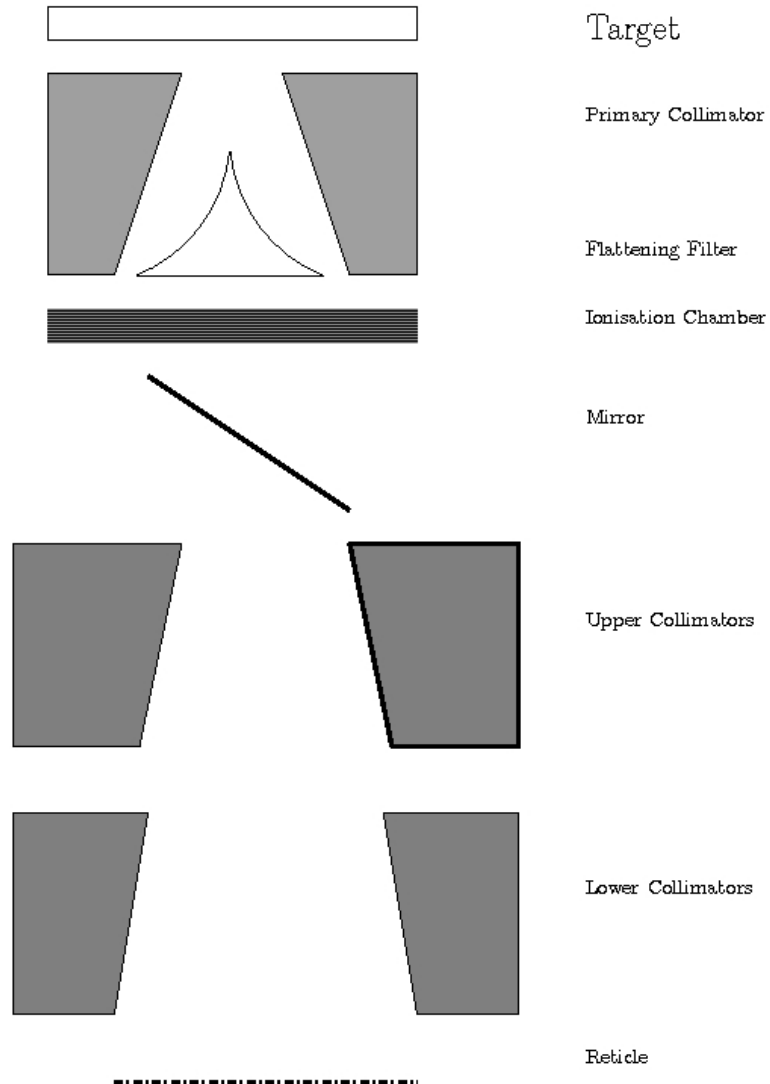 Target
Primary Collimator
Flattening Filter
Ionisation Chamber
Mirror
Upper Collimators
Lower Collimators
Reticle